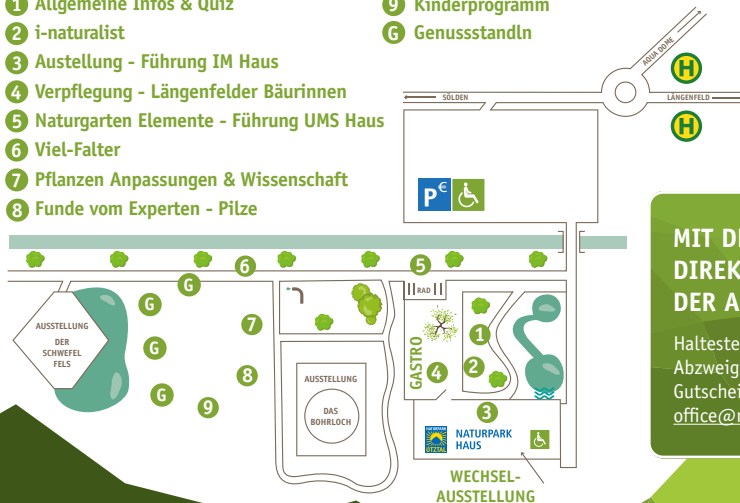 1 Allgemeine Infos & Quiz
2 i-naturalist
3 Austellung - Führung IM Haus
4 Verpflegung - Längenfelder Bäurinnen
5 Naturgarten Elemente - Führung UMS Haus
6 Viel-Falter
7 Pflanzen Anpassungen & Wissenschaft
8 Funde vom Experten - Pilze
9 Kinderprogramm
G Genussstandln
AQUA DOME
H
SÖLDEN
LÄNGENFELD
H
P€
6
5
G
RAD
G
7
1
AUSSTELLUNG
DER
SCHWEFEL
FELS
G
GASTRO
4
2
8
AUSSTELLUNG
DAS
BOHRLOCH
G
9
3
NATURPARK
ÖTZTAL
NATURPARK
HAUS
WECHSEL-
AUSSTELLUNG
MIT
DIREK
DER A
Halteste
Abzweig
Gutschei
office@